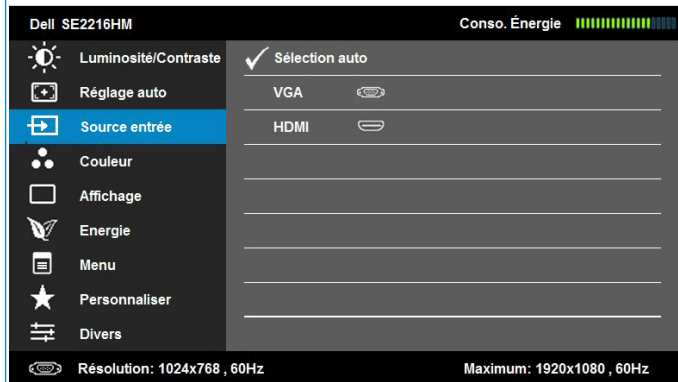 Dell SE2216HM Conso. Énergie
Luminosité/Contraste Sélection auto
Réglage auto VGA
Source entrée HDMI
Couleur
Affichage
Energie
Menu
Personnaliser
Divers
Résolution: 1024x768 , 60Hz Maximum: 1920x1080 , 60Hz